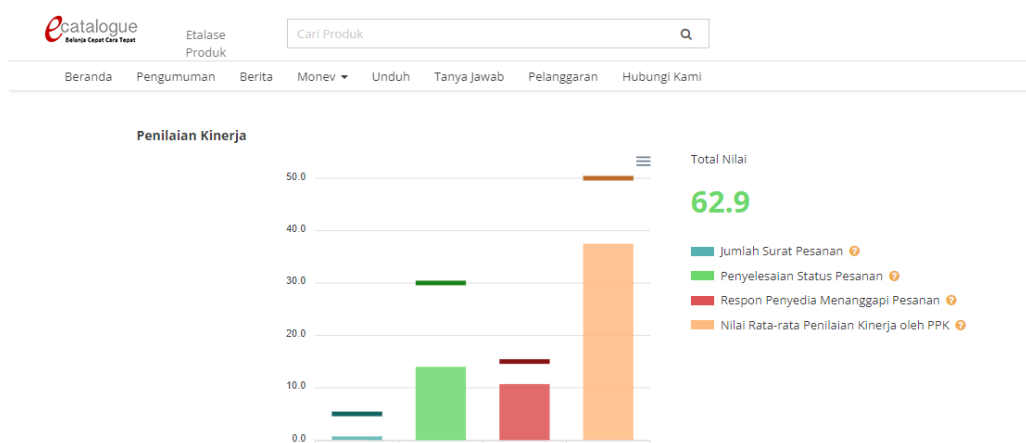 ecatalogue
Belanja Cepat Cara Tepat
Etalase
Produk
Cari Produk
Beranda Pengumuman Berita Monev Unduh Tanya Jawab Pelanggaran Hubungi Kami
Penilaian Kinerja
50.0
40.0
30.0
20.0
10.0
0.0
Total Nilai
62.9
Jumlah Surat Pesanan ?
Penyelesaian Status Pesanan ?
Respon Penyedia Menanggapi Pesanan ?
Nilai Rata-rata Penilaian Kinerja oleh PPK ?